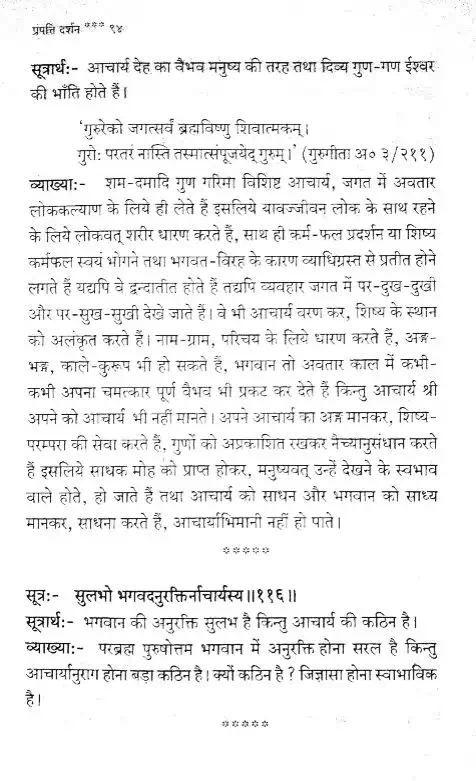 प्रपत्ति दर्शन *** ९४
सूत्रार्थ:- आचार्य देह का वैभव मनुष्य की तरह तथा दिव्य गुण-गण ईश्वर
की भाँति होते हैं।
'गुरुरेको जगत्सर्वं ब्रह्मविष्णु शिवात्मकम्।
गुरोः परतरं नास्ति तस्मात्संपूजयेद् गुरुम्।' (गुरुगीता अ० ३/२११)
व्याख्या:- शम-दमादि गुण गरिमा विशिष्ट आचार्य, जगत में अवतार
लोककल्याण के लिये ही लेते हैं इसलिये यावज्जीवन लोक के साथ रहने
के लिये लोकवत् शरीर धारण करते हैं, साथ ही कर्म-फल प्रदर्शन या शिष्य
कर्मफल स्वयं भोगने तथा भगवत-विरह के कारण व्याधिग्रस्त से प्रतीत होने
लगते हैं यद्यपि वे द्वन्दातीत होते हैं तद्यपि व्यवहार जगत में पर-दुख-दुखी
और पर-सुख-सुखी देखे जाते हैं। वे भी आचार्य वरण कर, शिष्य के स्थान
को अलंकृत करते हैं। नाम-ग्राम, परिचय के लिये धारण करते हैं, अङ्ग-
भङ्ग, काले-कुरूप भी हो सकते हैं, भगवान तो अवतार काल में कभी-
कभी अपना चमत्कार पूर्ण वैभव भी प्रकट कर देते हैं किन्तु आचार्य श्री
अपने को आचार्य भी नहीं मानते। अपने आचार्य का अङ्ग मानकर, शिष्य-
परम्परा की सेवा करते हैं, गुणों को अप्रकाशित रखकर नैच्यानुसंधान करते
हैं इसलिये साधक मोह को प्राप्त होकर, मनुष्यवत् उन्हें देखने के स्वभाव
वाले होते, हो जाते हैं तथा आचार्य को साधन और भगवान को साध्य
मानकर, साधना करते हैं, आचार्याभिमानी नहीं हो पाते।
*****
सूत्र:- सुलभो भगवदनुरक्तिर्नाचार्यस्य॥११६॥
सूत्रार्थ:- भगवान की अनुरक्ति सुलभ है किन्तु आचार्य की कठिन है।
व्याख्या:- परब्रह्म पुरुषोत्तम भगवान में अनुरक्ति होना सरल है किन्तु
आचार्यानुराग होना बड़ा कठिन है। क्यों कठिन है ? जिज्ञासा होना स्वाभाविक
है।
*****